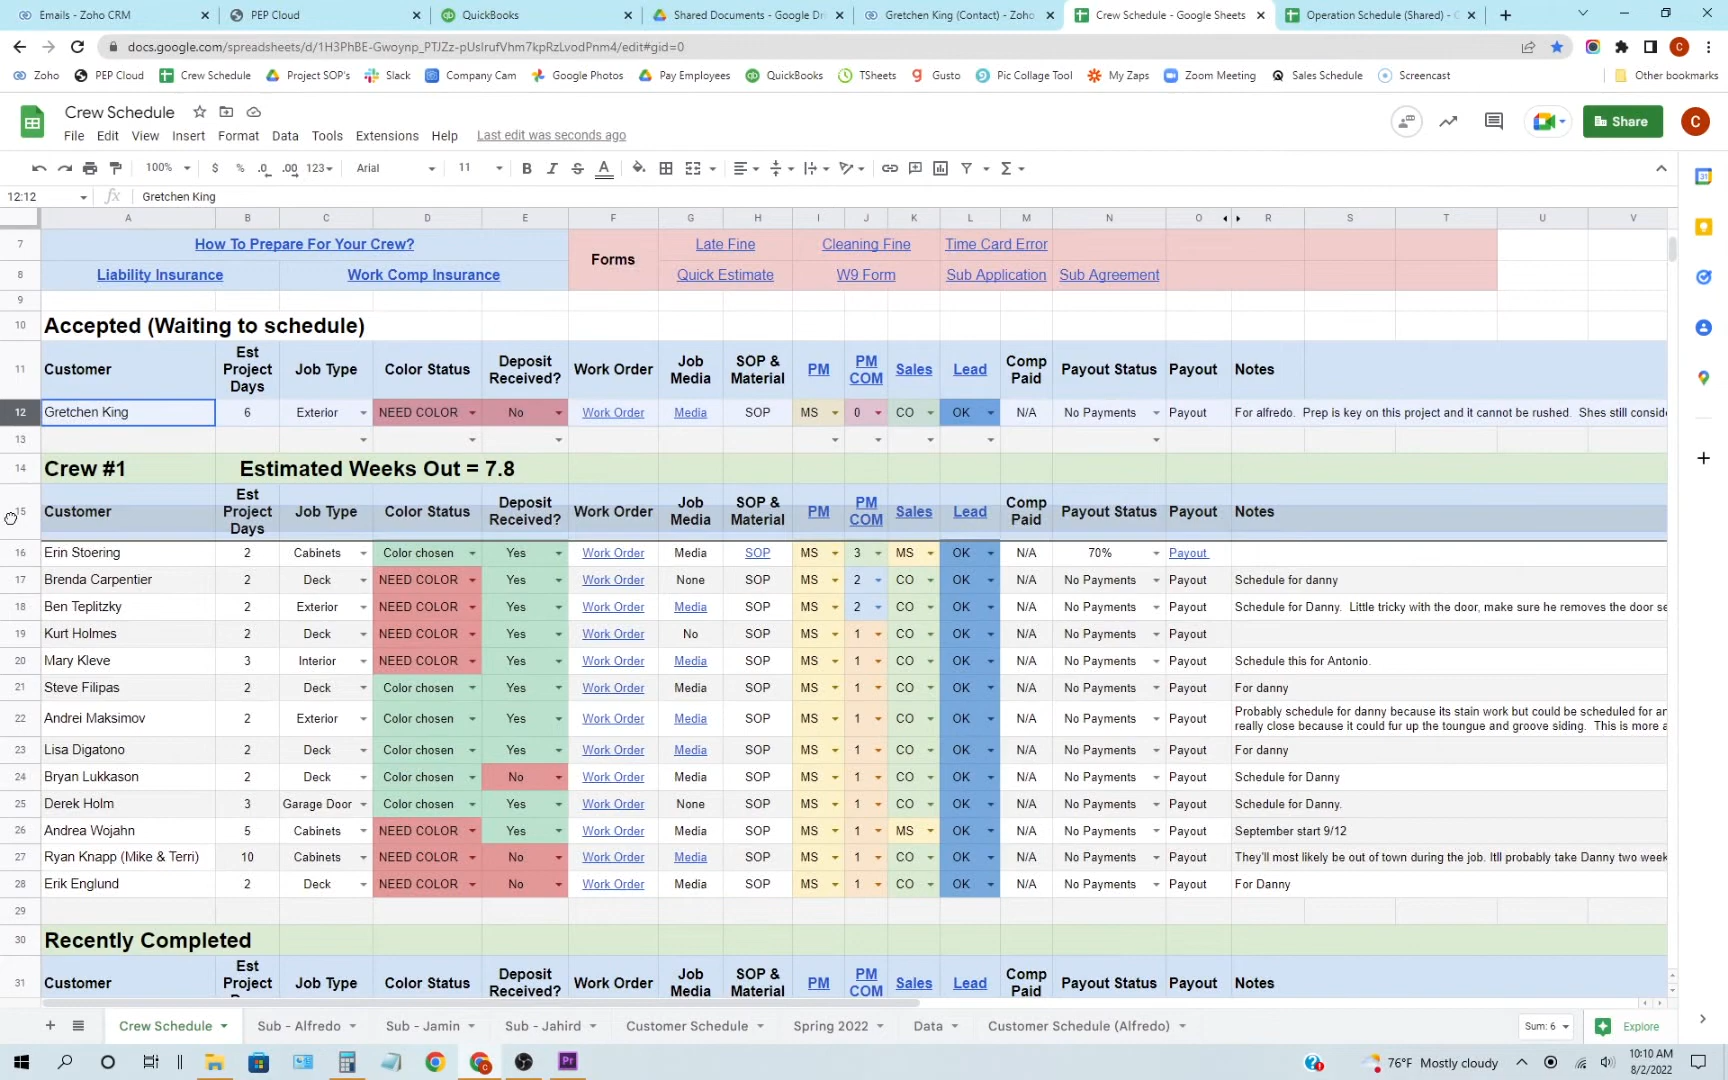 Emails - Zoho CRM
PEP Cloud
QuickBooks
Shared Documents - Google Dr
Gretchen King (Contact) - Zoho
Crew Schedule - Google Sheets
Operation Schedule (Shared) - G
docs.google.com/spreadsheets/d/1H3PhBE-Gwoynp_PTJZz-pUslrufVhm7kpRzLvodPnm4/edit#gid=0
Zoho PEP Cloud Crew Schedule Project SOP's Slack Company Cam Google Photos Pay Employees QuickBooks TSheets Gusto Pic Collage Tool My Zaps Zoom Meeting Sales Schedule Screencast Other bookmarks
Crew Schedule
Share
C
File Edit View Insert Format Data Tools Extensions Help Last edit was seconds ago
100% $ % .0 .00 123 Arial 11 B I S A
12:12 fx Gretchen King
A B C D E F G H I J K L M N O R S T U V
7 How To Prepare For Your Crew? Forms Late Fine Cleaning Fine Time Card Error
8 Liability Insurance Work Comp Insurance Quick Estimate W9 Form Sub Application Sub Agreement
9
10 Accepted (Waiting to schedule)
11 Customer Est Project Days Job Type Color Status Deposit Received? Work Order Job Media SOP & Material PM PM COM Sales Lead Comp Paid Payout Status Payout Notes
12 Gretchen King 6 Exterior NEED COLOR No Work Order Media SOP MS 0 CO OK N/A No Payments Payout For alfredo. Prep is key on this project and it cannot be rushed. Shes still conside
13
14 Crew #1 Estimated Weeks Out = 7.8
15 Customer Est Project Days Job Type Color Status Deposit Received? Work Order Job Media SOP & Material PM PM COM Sales Lead Comp Paid Payout Status Payout Notes
16 Erin Stoering 2 Cabinets Color chosen Yes Work Order Media SOP MS 3 MS OK N/A 70% Payout
17 Brenda Carpentier 2 Deck NEED COLOR Yes Work Order None SOP MS 2 CO OK N/A No Payments Payout Schedule for danny
18 Ben Teplitzky 2 Exterior NEED COLOR Yes Work Order Media SOP MS 2 CO OK N/A No Payments Payout Schedule for Danny. Little tricky with the door, make sure he removes the door se
19 Kurt Holmes 2 Deck NEED COLOR Yes Work Order No SOP MS 1 CO OK N/A No Payments Payout
20 Mary Kleve 3 Interior NEED COLOR Yes Work Order Media SOP MS 1 CO OK N/A No Payments Payout Schedule this for Antonio.
21 Steve Filipas 2 Deck Color chosen Yes Work Order Media SOP MS 1 CO OK N/A No Payments Payout For danny
22 Andrei Maksimov 2 Exterior Color chosen Yes Work Order Media SOP MS 1 CO OK N/A No Payments Payout Probably schedule for danny because its stain work but could be scheduled for an
really close because it could fur up the toungue and groove siding. This is more a
23 Lisa Digatono 2 Deck Color chosen Yes Work Order Media SOP MS 1 CO OK N/A No Payments Payout For danny
24 Bryan Lukkason 2 Deck Color chosen No Work Order Media SOP MS 1 CO OK N/A No Payments Payout Schedule for Danny
25 Derek Holm 3 Garage Door Color chosen Yes Work Order None SOP MS 1 CO OK N/A No Payments Payout Schedule for Danny.
26 Andrea Wojahn 5 Cabinets NEED COLOR Yes Work Order Media SOP MS 1 MS OK N/A No Payments Payout September start 9/12
27 Ryan Knapp (Mike & Terri) 10 Cabinets NEED COLOR No Work Order Media SOP MS 1 CO OK N/A No Payments Payout They'll most likely be out of town during the job. Itll probably take Danny two week
28 Erik Englund 2 Deck NEED COLOR No Work Order Media SOP MS 1 CO OK N/A No Payments Payout For Danny
29
30 Recently Completed
31 Customer Est Project Job Type Color Status Deposit Received? Work Order Job Media SOP & Material PM PM COM Sales Lead Comp Paid Payout Status Payout Notes
Crew Schedule Sub - Alfredo Sub - Jamin Sub - Jahird Customer Schedule Spring 2022 Data Customer Schedule (Alfredo) Sum: 6 Explore
76°F Mostly cloudy
10:10 AM
8/2/2022